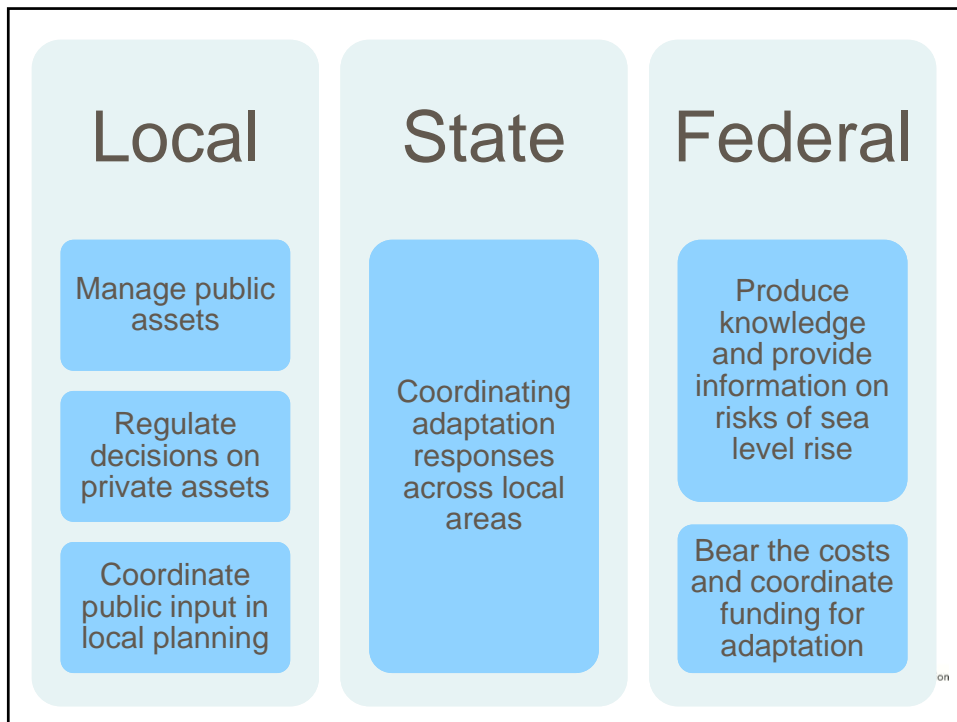 Local
Manage public
assets
Regulate
decisions on
private assets
Coordinate
public input in
local planning
State
Coordinating
adaptation
responses
across local
areas
Federal
Produce
knowledge
and provide
information on
risks of sea
level rise
Bear the costs
and coordinate
funding for
adaptation
on